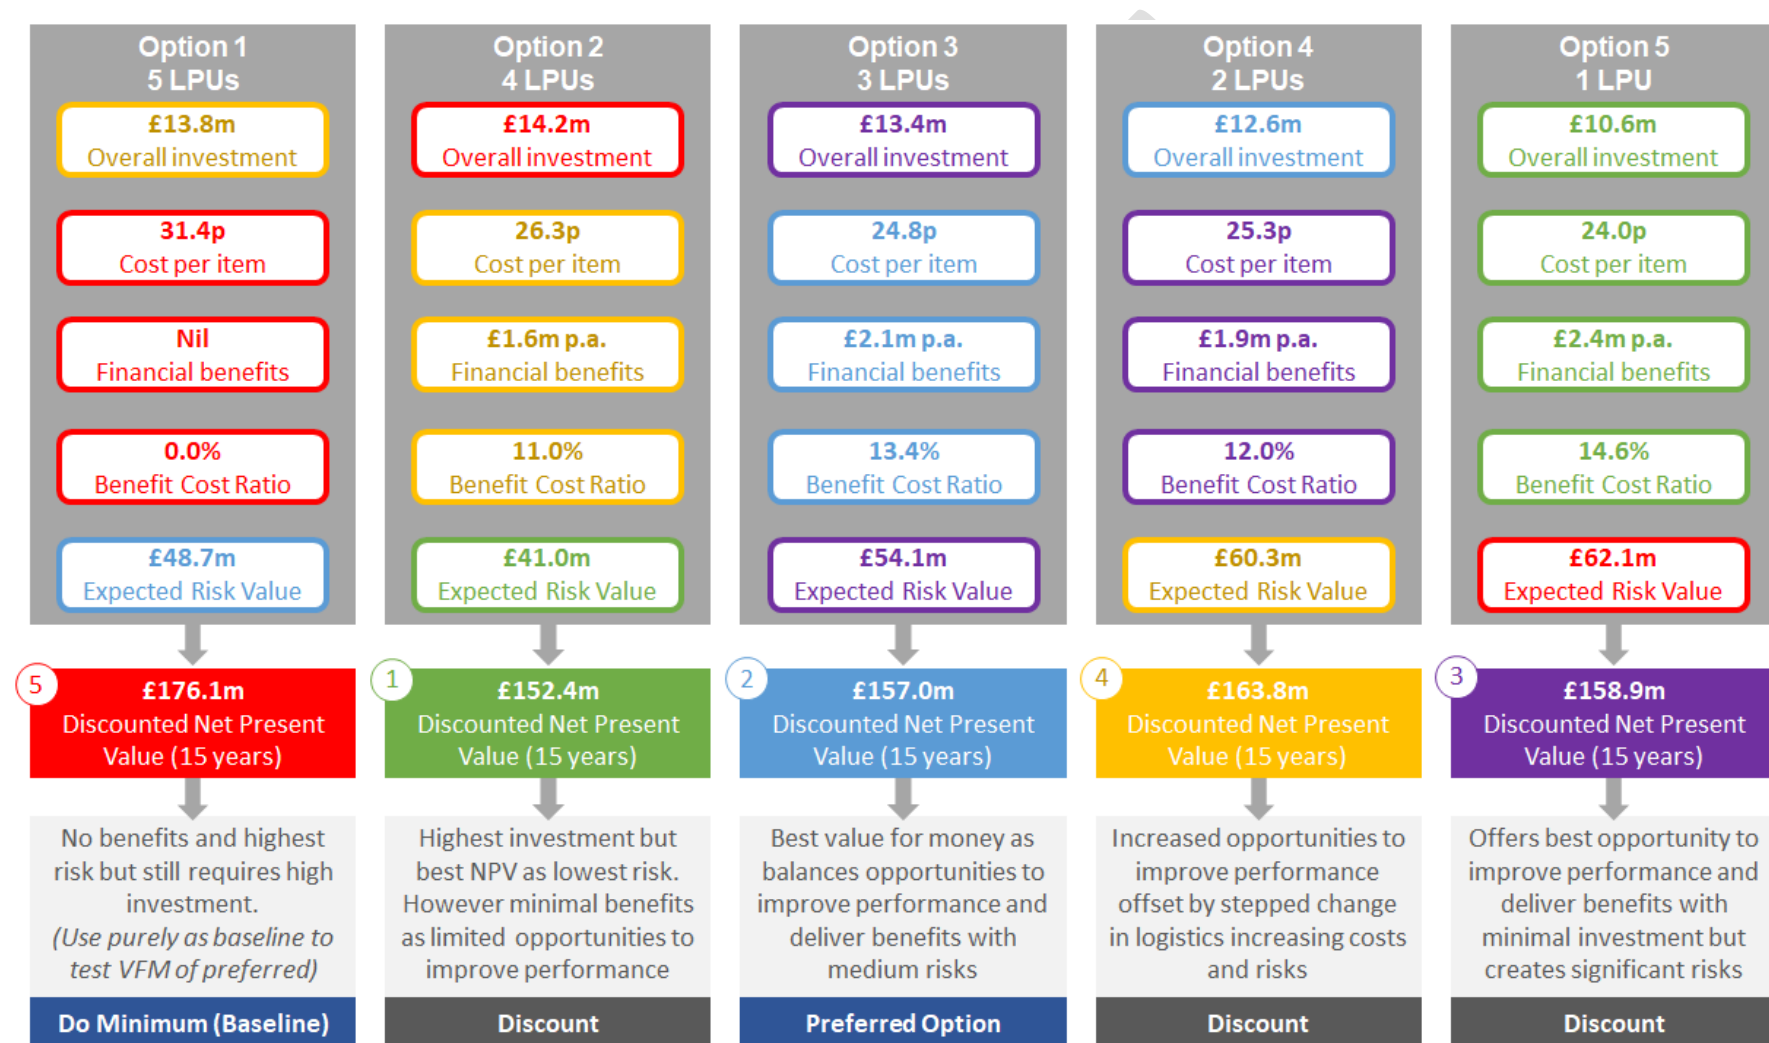 Option 1
5 LPUs
£13.8m
Overall investment
31.4p
Cost per item
Nil
Financial benefits
0.0%
Benefit Cost Ratio
£48.7m
Expected Risk Value
5
£176.1m
Discounted Net Present
Value (15 years)
No benefits and highest
risk but still requires high
investment.
(Use purely as baseline to
test VFM of preferred)
Do Minimum (Baseline)
Option 2
4 LPUs
£14.2m
Overall investment
26.3p
Cost per item
£1.6m p.a.
Financial benefits
11.0%
Benefit Cost Ratio
£41.0m
Expected Risk Value
1
£152.4m
Discounted Net Present
Value (15 years)
Highest investment but
best NPV as lowest risk.
However minimal benefits
as limited opportunities to
improve performance
Discount
Option 3
3 LPUs
£13.4m
Overall investment
24.8p
Cost per item
£2.1m p.a.
Financial benefits
13.4%
Benefit Cost Ratio
£54.1m
Expected Risk Value
2
£157.0m
Discounted Net Present
Value (15 years)
Best value for money as
balances opportunities to
improve performance and
deliver benefits with
medium risks
Preferred Option
Option 4
2 LPUs
£12.6m
Overall investment
25.3p
Cost per item
£1.9m p.a.
Financial benefits
12.0%
Benefit Cost Ratio
£60.3m
Expected Risk Value
4
£163.8m
Discounted Net Present
Value (15 years)
Increased opportunities to
improve performance
offset by stepped change
in logistics increasing costs
and risks
Discount
Option 5
1 LPU
£10.6m
Overall investment
24.0p
Cost per item
£2.4m p.a.
Financial benefits
14.6%
Benefit Cost Ratio
£62.1m
Expected Risk Value
3
£158.9m
Discounted Net Present
Value (15 years)
Offers best opportunity to
improve performance and
deliver benefits with
minimal investment but
creates significant risks
Discount